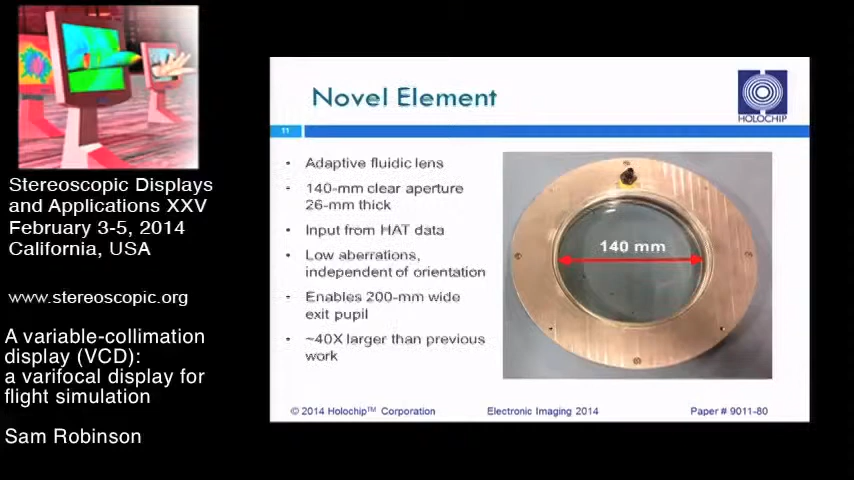 Stereoscopic Displays
and Applications XXV
February 3-5, 2014
California, USA
www.stereoscopic.org
A variable-collimation
display (VCD):
a varifocal display for
flight simulation
Sam Robinson
Novel Element
HOLOCHIP
11
Adaptive fluidic lens
140-mm clear aperture
26-mm thick
Input from HAT data
Low aberrations,
independent of orientation
Enables 200-mm wide
exit pupil
~40X larger than previous
work
140 mm
© 2014 Holochip™ Corporation
Electronic Imaging 2014
Paper # 9011-80